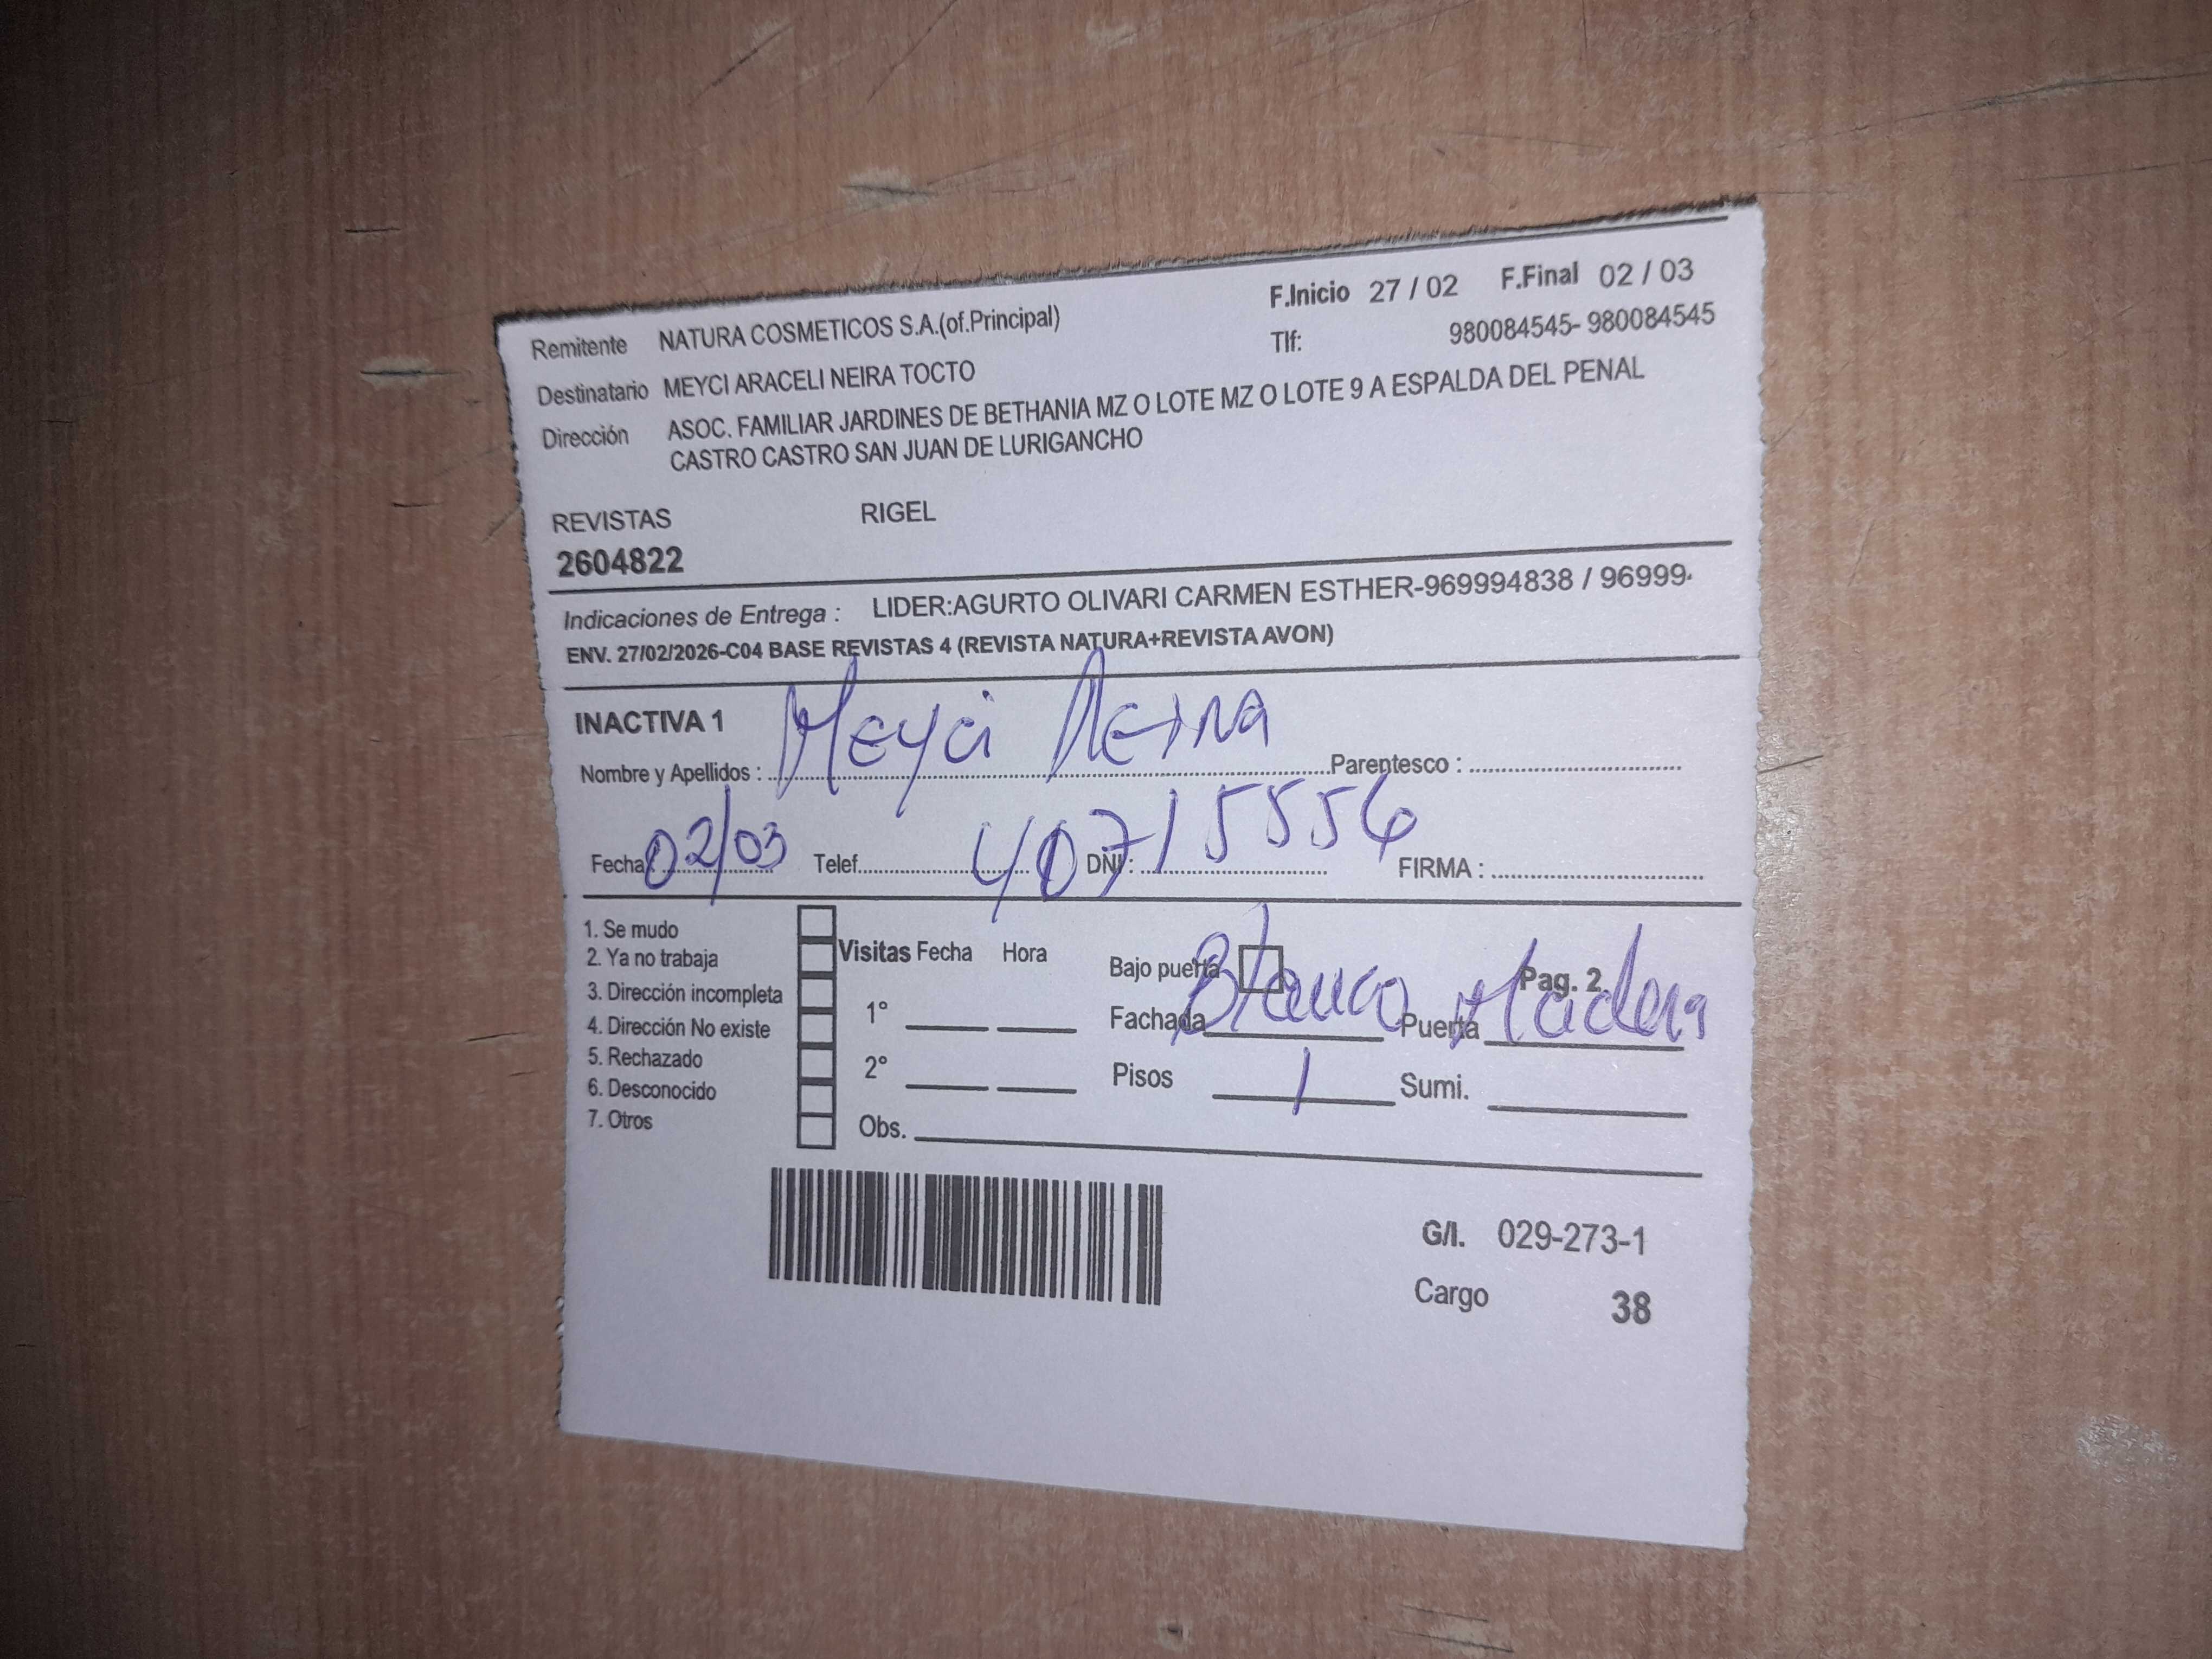 F.Inicio 27 / 02 F.Final 02 / 03
Remitente NATURA COSMETICOS S.A.(of.Principal)
Tlf: 980084545- 980084545
Destinatario MEYCI ARACELI NEIRA TOCTO
Dirección ASOC. FAMILIAR JARDINES DE BETHANIA MZ O LOTE MZ O LOTE 9 A ESPALDA DEL PENAL
CASTRO CASTRO SAN JUAN DE LURIGANCHO
REVISTAS RIGEL
2604822
Indicaciones de Entrega : LIDER:AGURTO OLIVARI CARMEN ESTHER-969994838 / 96999
ENV. 27/02/2026-C04 BASE REVISTAS 4 (REVISTA NATURA+REVISTA AVON)
INACTIVA 1
Nombre y Apellidos : Meyci Neira Parentesco :
Fecha: 02/03 Telef. DNI : 40715556 FIRMA :
1. Se mudo
2. Ya no trabaja
3. Dirección incompleta
4. Dirección No existe
5. Rechazado
6. Desconocido
7. Otros
Visitas Fecha Hora
1°
2°
Obs.
Bajo puerta Pag. 2
Fachada Blanco Puerta Madera
Pisos 1 Sumi.
G/I. 029-273-1
Cargo 38